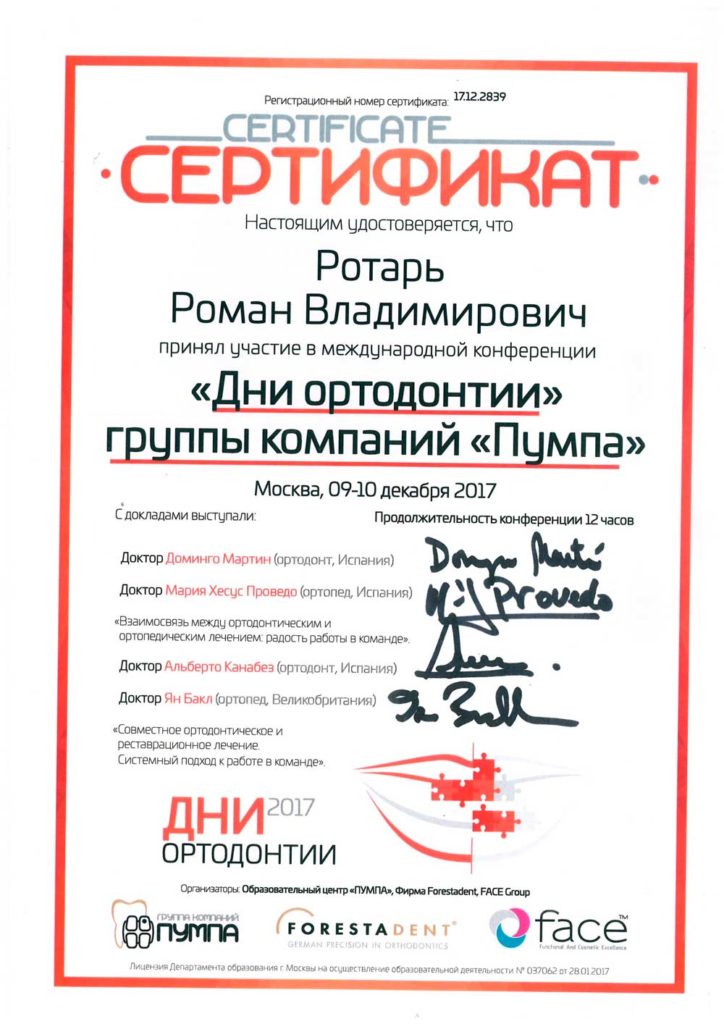 Регистрационный номер сертификата: 17.12.2839
CERTIFICATE
СЕРТИФИКАТ
Настоящим удостоверяется, что
Ротарь
Роман Владимирович
принял участие в международной конференции
«Дни ортодонтии»
группы компаний «Пумпа»
Москва, 09-10 декабря 2017
С докладами выступали:
Продолжительность конференции 12 часов
Доктор Доминго Мартин (ортодонт, Испания)
Доктор Мария Хесус Проведо (ортопед, Испания)
Provedo
«Взаимосвязь между ортодонтическим и
ортопедическим лечением: радость работы в команде».
Доктор Альберто Канабез (ортодонт, Испания)
Доктор Ян Бакл (ортопед, Великобритания)
«Совместное ортодонтическое и
реставрационное лечение.
Системный подход к работе в команде».
ДНИ 2017
ОРТОДОНТИИ
Организаторы: Образовательный центр «ПУМПА», Фирма Forestadent, FACE Group
ГРУППА КОМПАНИЙ
ПУМПА
FORESTADENT®
GERMAN PRECISION IN ORTHODONTICS
face™
Functional And Cosmetic Excellence
Лицензия Департамента образования г. Москвы на осуществление образовательной деятельности № 037062 от 28.01.2017